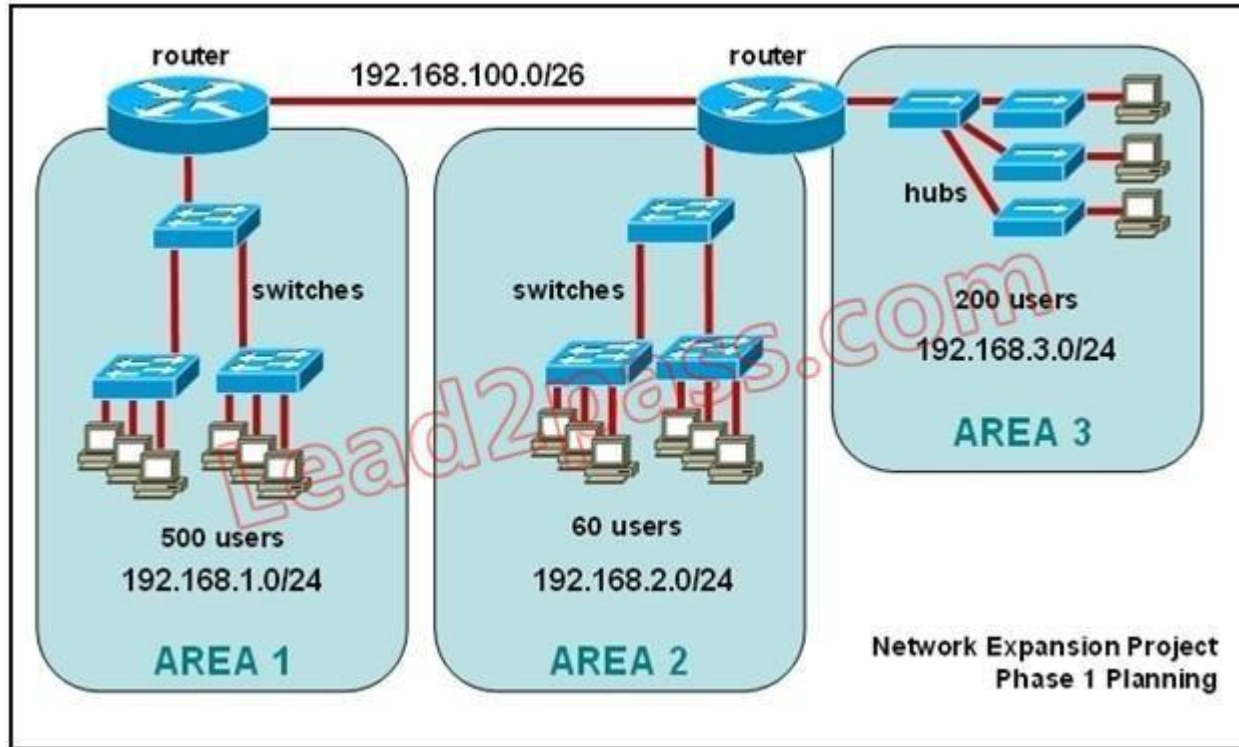 router
192.168.100.0/26
router
hubs
switches
switches
200 users
192.168.3.0/24
AREA 3
Lead2pass.com
500 users
192.168.1.0/24
60 users
192.168.2.0/24
AREA 1
AREA 2
Network Expansion Project
Phase 1 Planning